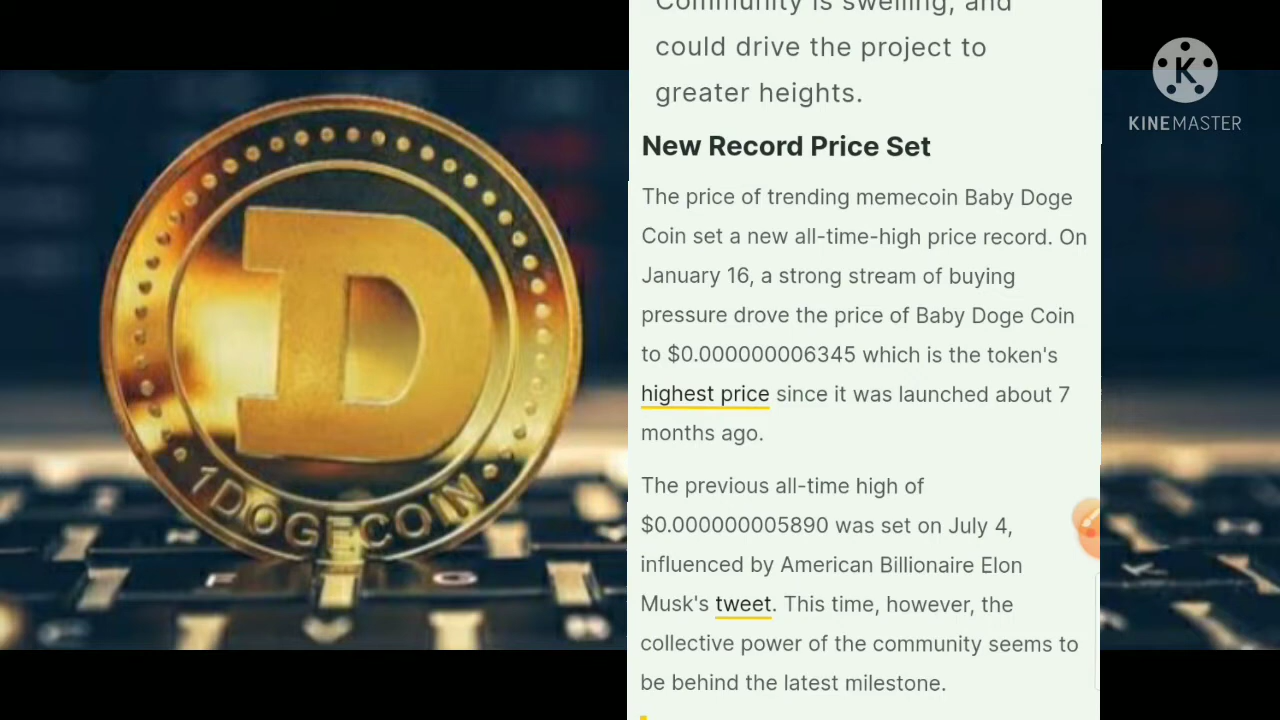 Community is swelling, and
could drive the project to
greater heights.
New Record Price Set
The price of trending memecoin Baby Doge
Coin set a new all-time-high price record. On
January 16, a strong stream of buying
pressure drove the price of Baby Doge Coin
to $0.000000006345 which is the token's
highest price since it was launched about 7
months ago.
The previous all-time high of
$0.000000005890 was set on July 4,
influenced by American Billionaire Elon
Musk's tweet. This time, however, the
collective power of the community seems to
be behind the latest milestone.
D
1DOGECOIN
K
KINEMASTER